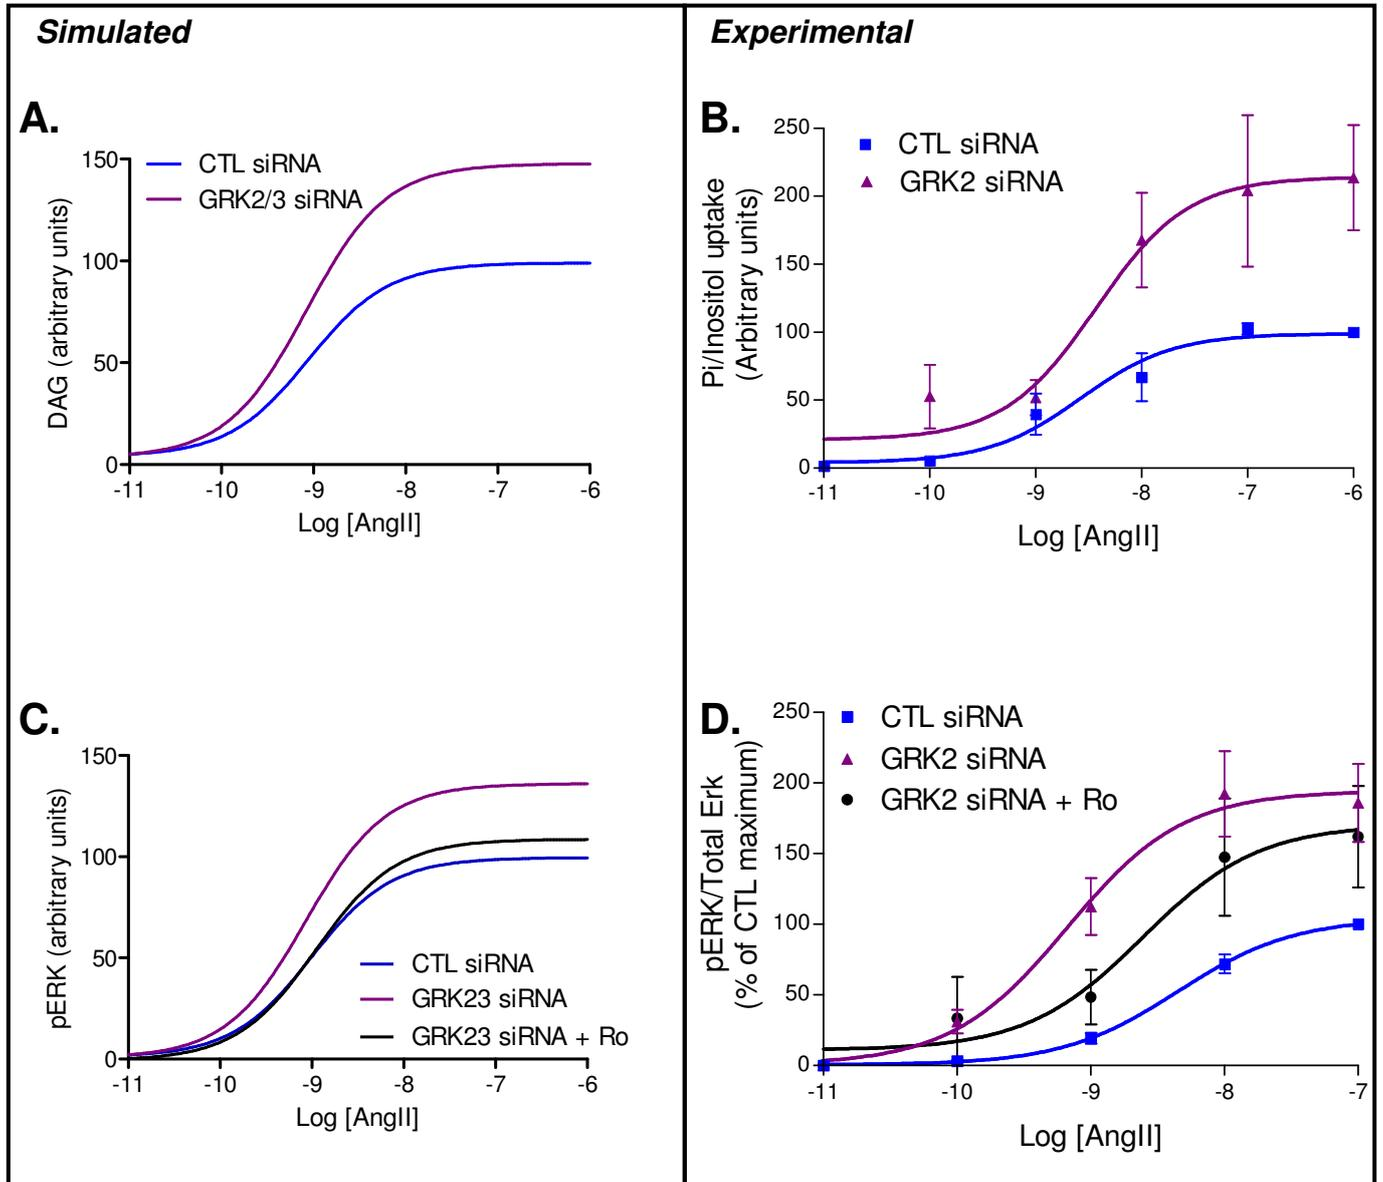 Simulated
Experimental
A.
150
100
50
0
DAG (arbitrary units)
CTL siRNA
GRK2/3 siRNA
-11 -10 -9 -8 -7 -6
Log [AngII]
B.
250
200
150
100
50
0
Pi/Inositol uptake
(Arbitrary units)
CTL siRNA
GRK2 siRNA
-11 -10 -9 -8 -7 -6
Log [AngII]
C.
150
100
50
0
pERK (arbitrary units)
CTL siRNA
GRK23 siRNA
GRK23 siRNA + Ro
-11 -10 -9 -8 -7 -6
Log [AngII]
D.
250
200
150
100
50
0
pERK/Total Erk
(% of CTL maximum)
CTL siRNA
GRK2 siRNA
GRK2 siRNA + Ro
-11 -10 -9 -8 -7
Log [AngII]